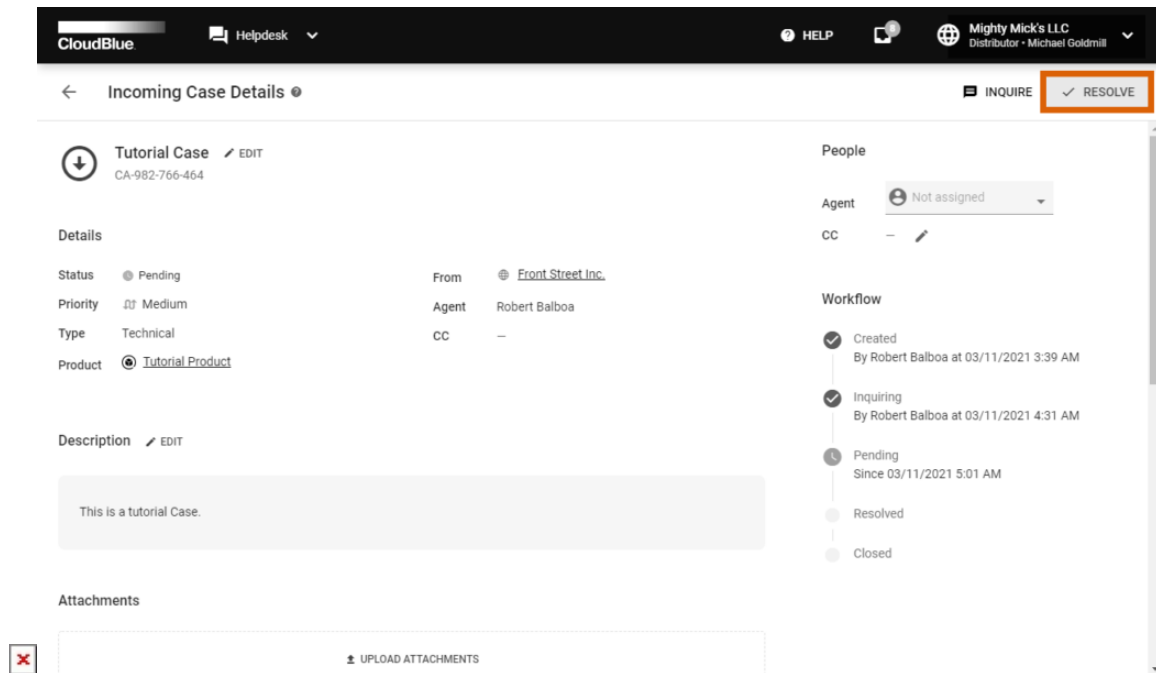 CloudBlue.
Helpdesk
HELP
Mighty Mick's LLC
Distributor • Michael Goldmill
Incoming Case Details
INQUIRE
RESOLVE
Tutorial Case
EDIT
CA-982-766-464
Details
Status Pending
Priority Medium
Type Technical
Product Tutorial Product
From Front Street Inc.
Agent Robert Balboa
CC –
Description
EDIT
This is a tutorial Case.
Attachments
UPLOAD ATTACHMENTS
People
Agent Not assigned
CC –
Workflow
Created
By Robert Balboa at 03/11/2021 3:39 AM
Inquiring
By Robert Balboa at 03/11/2021 4:31 AM
Pending
Since 03/11/2021 5:01 AM
Resolved
Closed